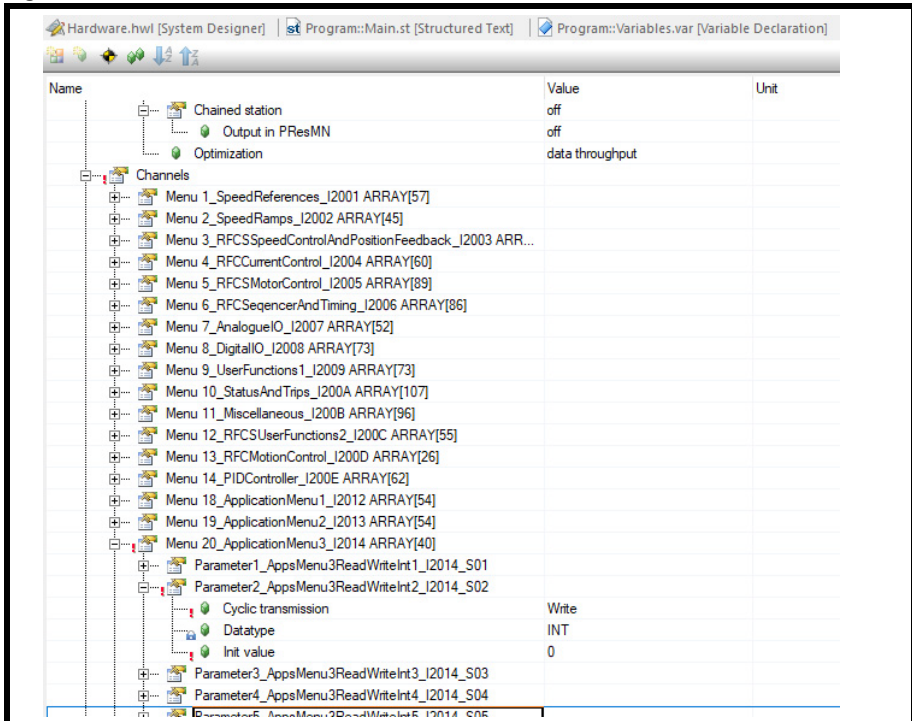 Hardware.hwl [System Designer] Program::Main.st [Structured Text] Program::Variables.var [Variable Declaration]
Name Value Unit
Chained station off
Output in PResMN off
Optimization data throughput
Channels
Menu 1_SpeedReferences_I2001 ARRAY[57]
Menu 2_SpeedRamps_I2002 ARRAY[45]
Menu 3_RFCSSpeedControlAndPositionFeedback_I2003 ARR...
Menu 4_RFCCurrentControl_I2004 ARRAY[60]
Menu 5_RFCSMotorControl_I2005 ARRAY[89]
Menu 6_RFCSeqencerAndTiming_I2006 ARRAY[86]
Menu 7_AnalogueIO_I2007 ARRAY[52]
Menu 8_DigitalIO_I2008 ARRAY[73]
Menu 9_UserFunctions1_I2009 ARRAY[73]
Menu 10_StatusAndTrips_I200A ARRAY[107]
Menu 11_Miscellaneous_I200B ARRAY[96]
Menu 12_RFCSUserFunctions2_I200C ARRAY[55]
Menu 13_RFCMotionControl_I200D ARRAY[26]
Menu 14_PIDController_I200E ARRAY[62]
Menu 18_ApplicationMenu1_I2012 ARRAY[54]
Menu 19_ApplicationMenu2_I2013 ARRAY[54]
Menu 20_ApplicationMenu3_I2014 ARRAY[40]
Parameter1_AppsMenu3ReadWriteInt1_I2014_S01
Parameter2_AppsMenu3ReadWriteInt2_I2014_S02
Cyclic transmission Write
Datatype INT
Init value 0
Parameter3_AppsMenu3ReadWriteInt3_I2014_S03
Parameter4_AppsMenu3ReadWriteInt4_I2014_S04
Parameter5_AppsMenu3ReadWriteInt5_I2014_S05